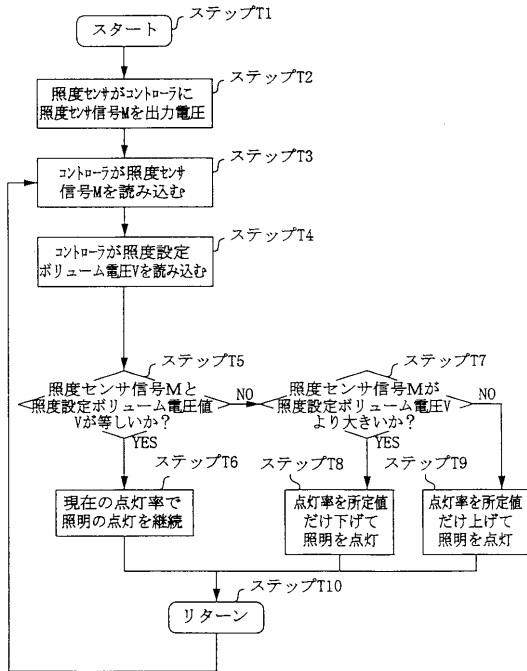 ステップT1
スタート
ステップT2
照度センサがコントローラに
照度センサ信号Mを出力電圧
ステップT3
コントローラが照度センサ
信号Mを読み込む
ステップT4
コントローラが照度設定
ボリューム電圧Vを読み込む
ステップT5
照度センサ信号Mと
照度設定ボリューム電圧値
Vが等しいか?
NO
YES
ステップT7
照度センサ信号Mが
照度設定ボリューム電圧V
より大きいか?
NO
YES
ステップT6
現在の点灯率で
照明の点灯を継続
ステップT8
点灯率を所定値
だけ下げて
照明を点灯
ステップT9
点灯率を所定値
だけ上げて
照明を点灯
ステップT10
リターン